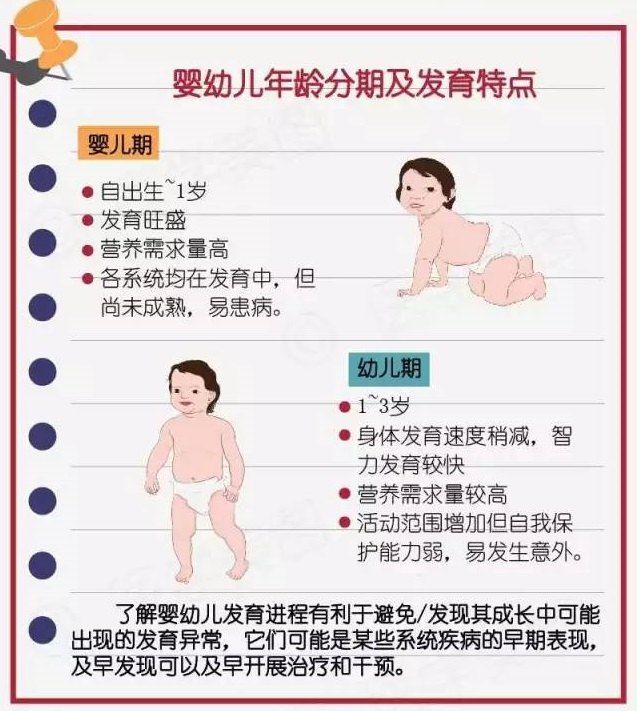 婴幼儿年龄分期及发育特点
婴儿期
自出生~1岁
发育旺盛
营养需求量高
各系统均在发育中，但
尚未成熟，易患病。
幼儿期
1~3岁
身体发育速度稍减，智
力发育较快
营养需求量较高
活动范围增加但自我保
护能力弱，易发生意外。
了解婴幼儿发育进程有利于避免/发现其成长中可能
出现的发育异常，它们可能是某些系统疾病的早期表现，
及早发现可以及早开展治疗和干预。